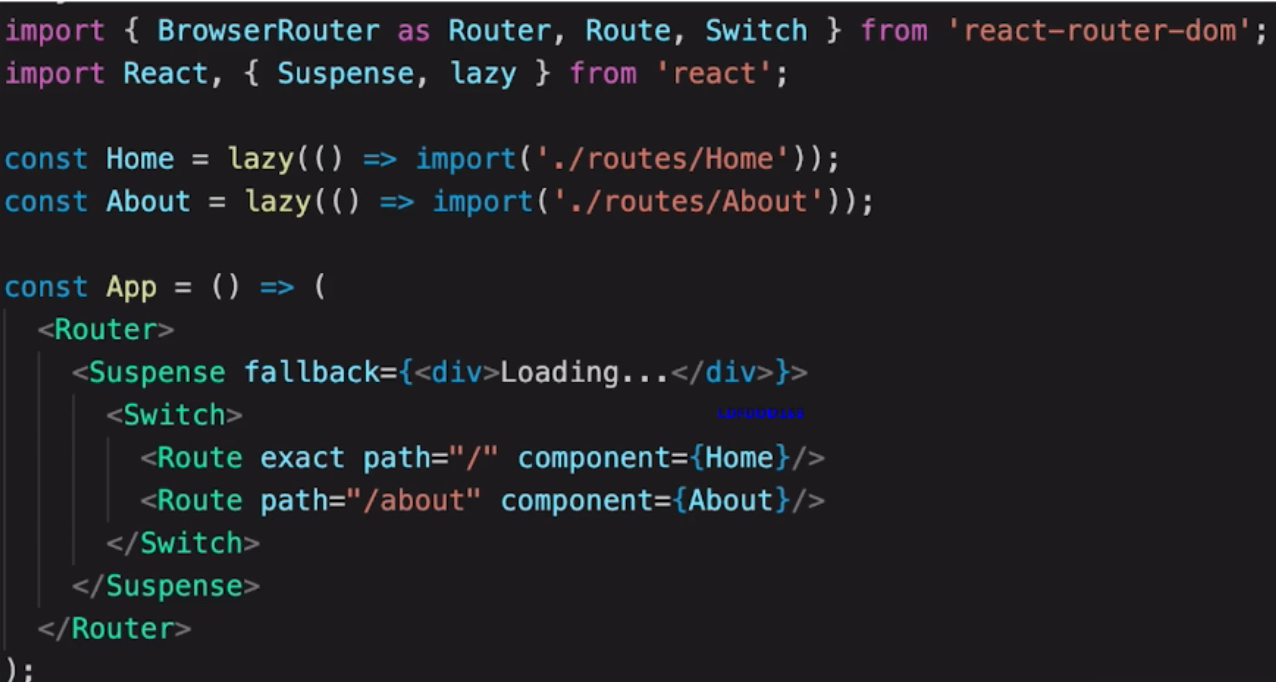 import { BrowserRouter as Router, Route, Switch } from 'react-router-dom';
import React, { Suspense, lazy } from 'react';
const Home = lazy(() => import('./routes/Home'));
const About = lazy(() => import('./routes/About'));
const App = () => (
<Router>
<Suspense fallback={<div>Loading...</div>}>
<Switch>
<Route exact path="/" component={Home}/>
<Route path="/about" component={About}/>
</Switch>
</Suspense>
</Router>
);